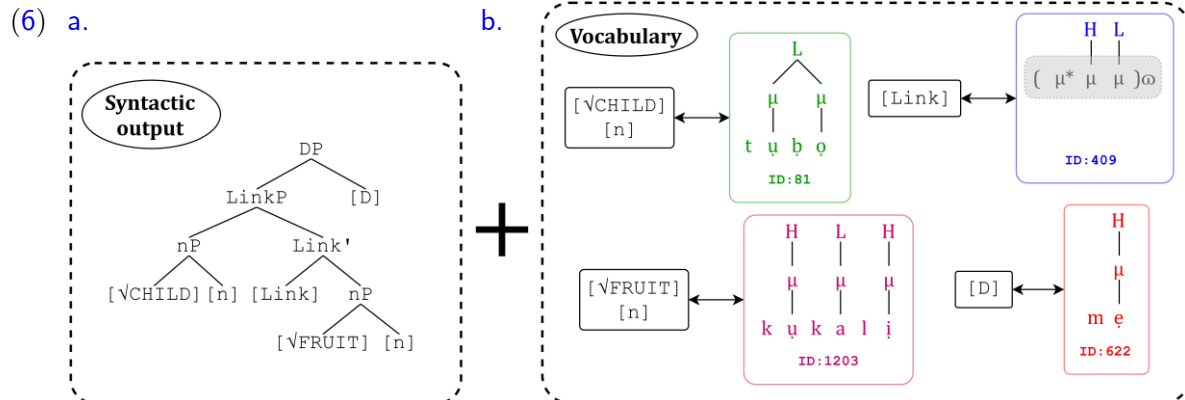 (6) a.
Syntactic
output
DP
LinkP [D]
nP Link'
[√CHILD] [n] [Link] nP
[√FRUIT] [n]
b.
Vocabulary
[√CHILD]
[n]
L
μ μ
t ụ ḅ ọ
ID:81
[Link]
H L
( μ* μ μ )ω
ID:409
[√FRUIT]
[n]
H L H
μ μ μ
k ụ k a l ị
ID:1203
[D]
H
μ
m ẹ
ID:622